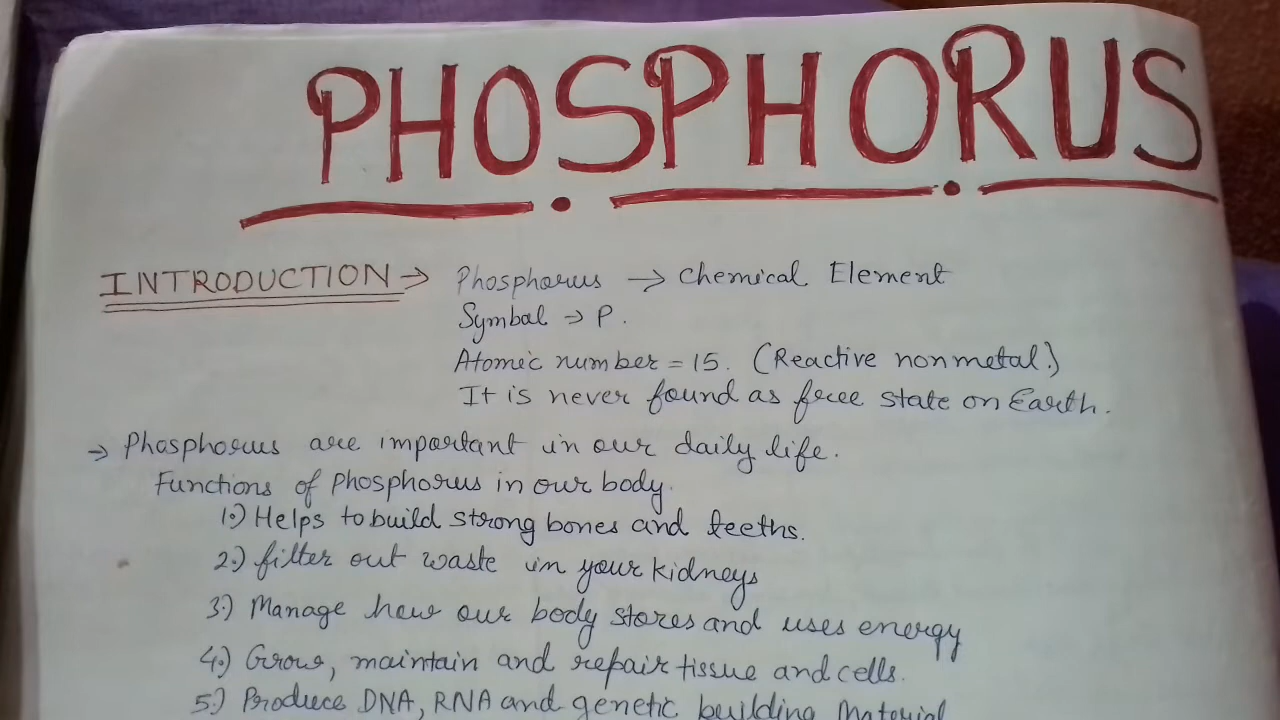 PHOSPHORUS
INTRODUCTION → Phosphorus → Chemical Element
Symbal → P.
Atomic number = 15. (Reactive nonmetal.)
It is never found as free state on Earth.
→ Phosphorus are important in our daily life.
Functions of Phosphorus in our body.
1.) Helps to build strong bones and teeths.
2.) filter out waste in your kidneys
3.) Manage how our body stores and uses energy
4.) Grow, maintain and repair tissue and cells.
5.) Produce DNA, RNA and genetic building Material